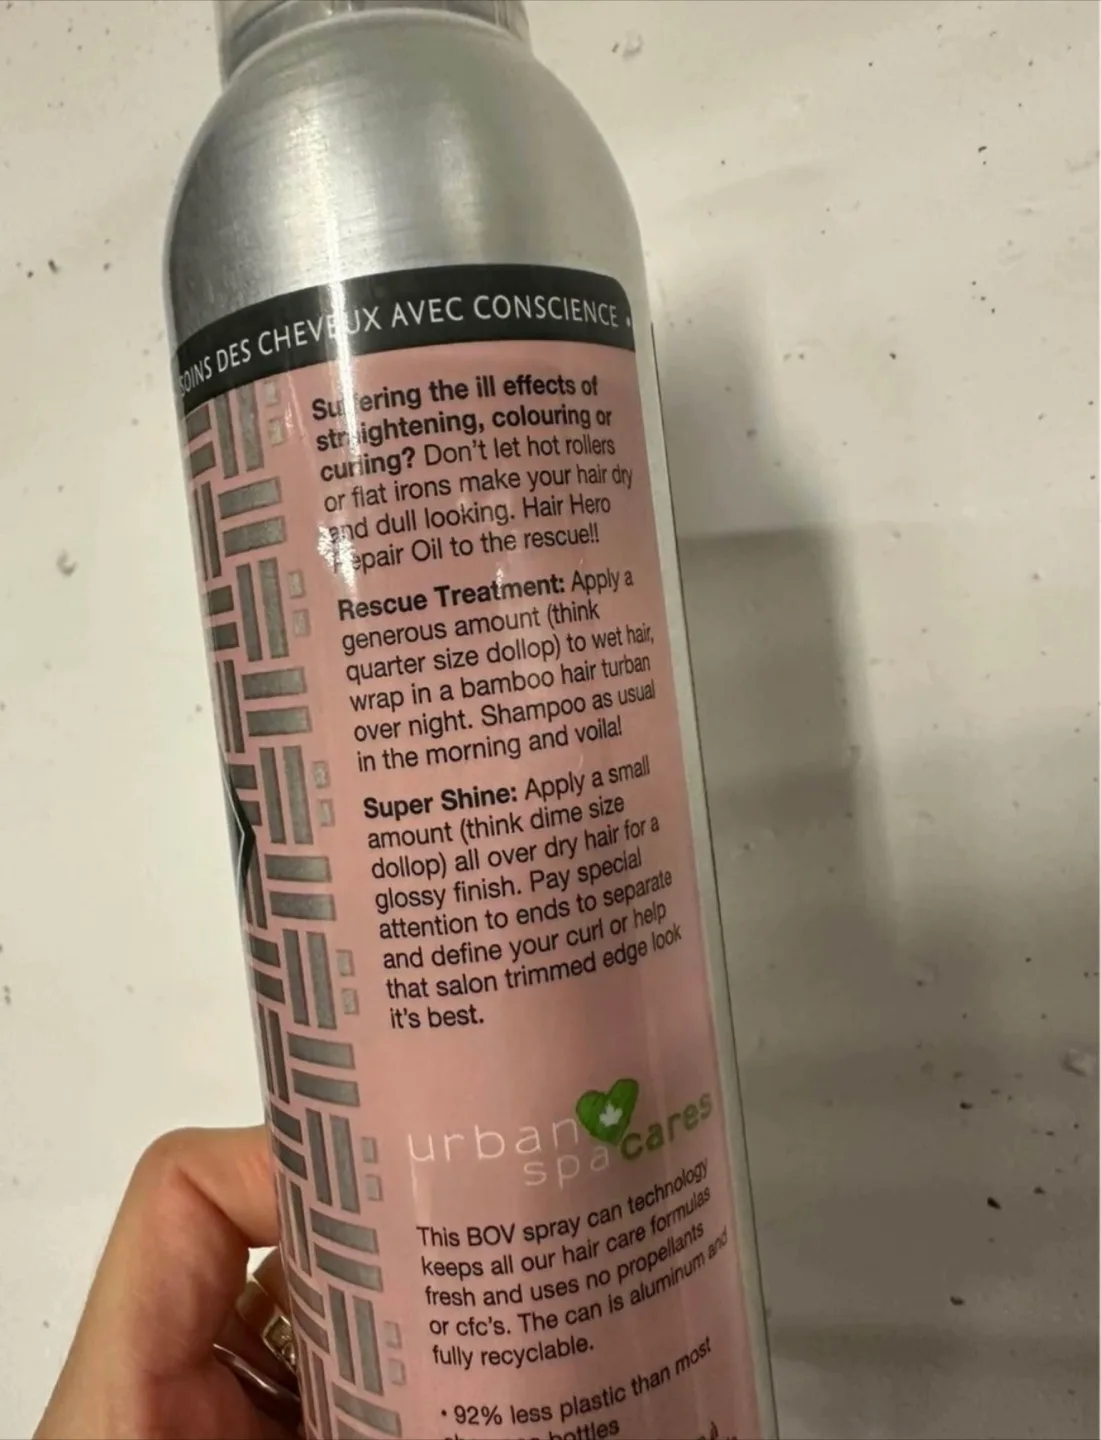 SOINS DES CHEVEUX AVEC CONSCIENCE •
Suffering the ill effects of
straightening, colouring or
curling? Don't let hot rollers
or flat irons make your hair dry
and dull looking. Hair Hero
Repair Oil to the rescue!!
Rescue Treatment: Apply a
generous amount (think
quarter size dollop) to wet hair,
wrap in a bamboo hair turban
over night. Shampoo as usual
in the morning and voila!
Super Shine: Apply a small
amount (think dime size
dollop) all over dry hair for a
glossy finish. Pay special
attention to ends to separate
and define your curl or help
that salon trimmed edge look
it's best.
urban cares
spa
This BOV spray can technology
keeps all our hair care formulas
fresh and uses no propellants
or cfc's. The can is aluminum and
fully recyclable.
• 92% less plastic than most
bottles